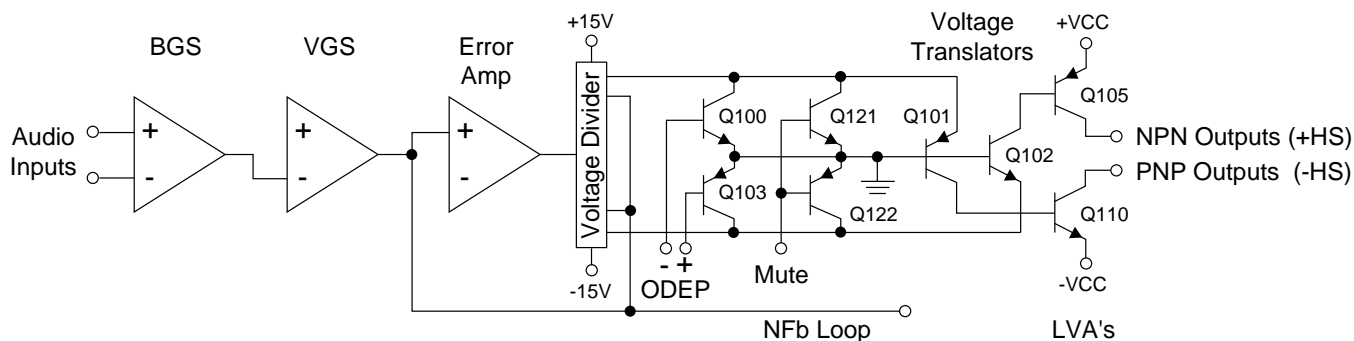 BGS
VGS
Error
Amp
+15V
Voltage
Translators
+VCC
Audio
Inputs
+
-
+
-
+
-
Voltage Divider
Q100
Q121
Q101
Q105
Q102
NPN Outputs (+HS)
PNP Outputs (-HS)
Q103
Q122
Q110
-15V
- +
ODEP
Mute
-VCC
NFb Loop
LVA's